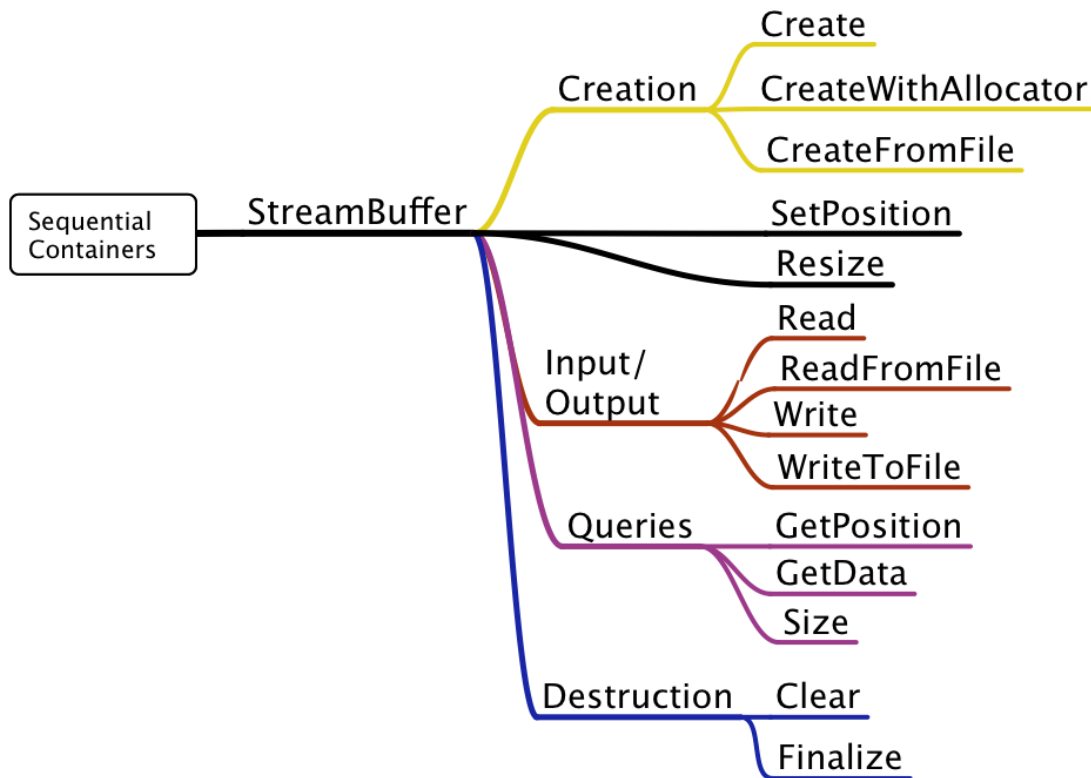 Sequential
Containers
StreamBuffer
Creation
Create
CreateWithAllocator
CreateFromFile
SetPosition
Resize
Input/
Output
Read
ReadFromFile
Write
WriteToFile
Queries
GetPosition
GetData
Size
Destruction
Clear
Finalize